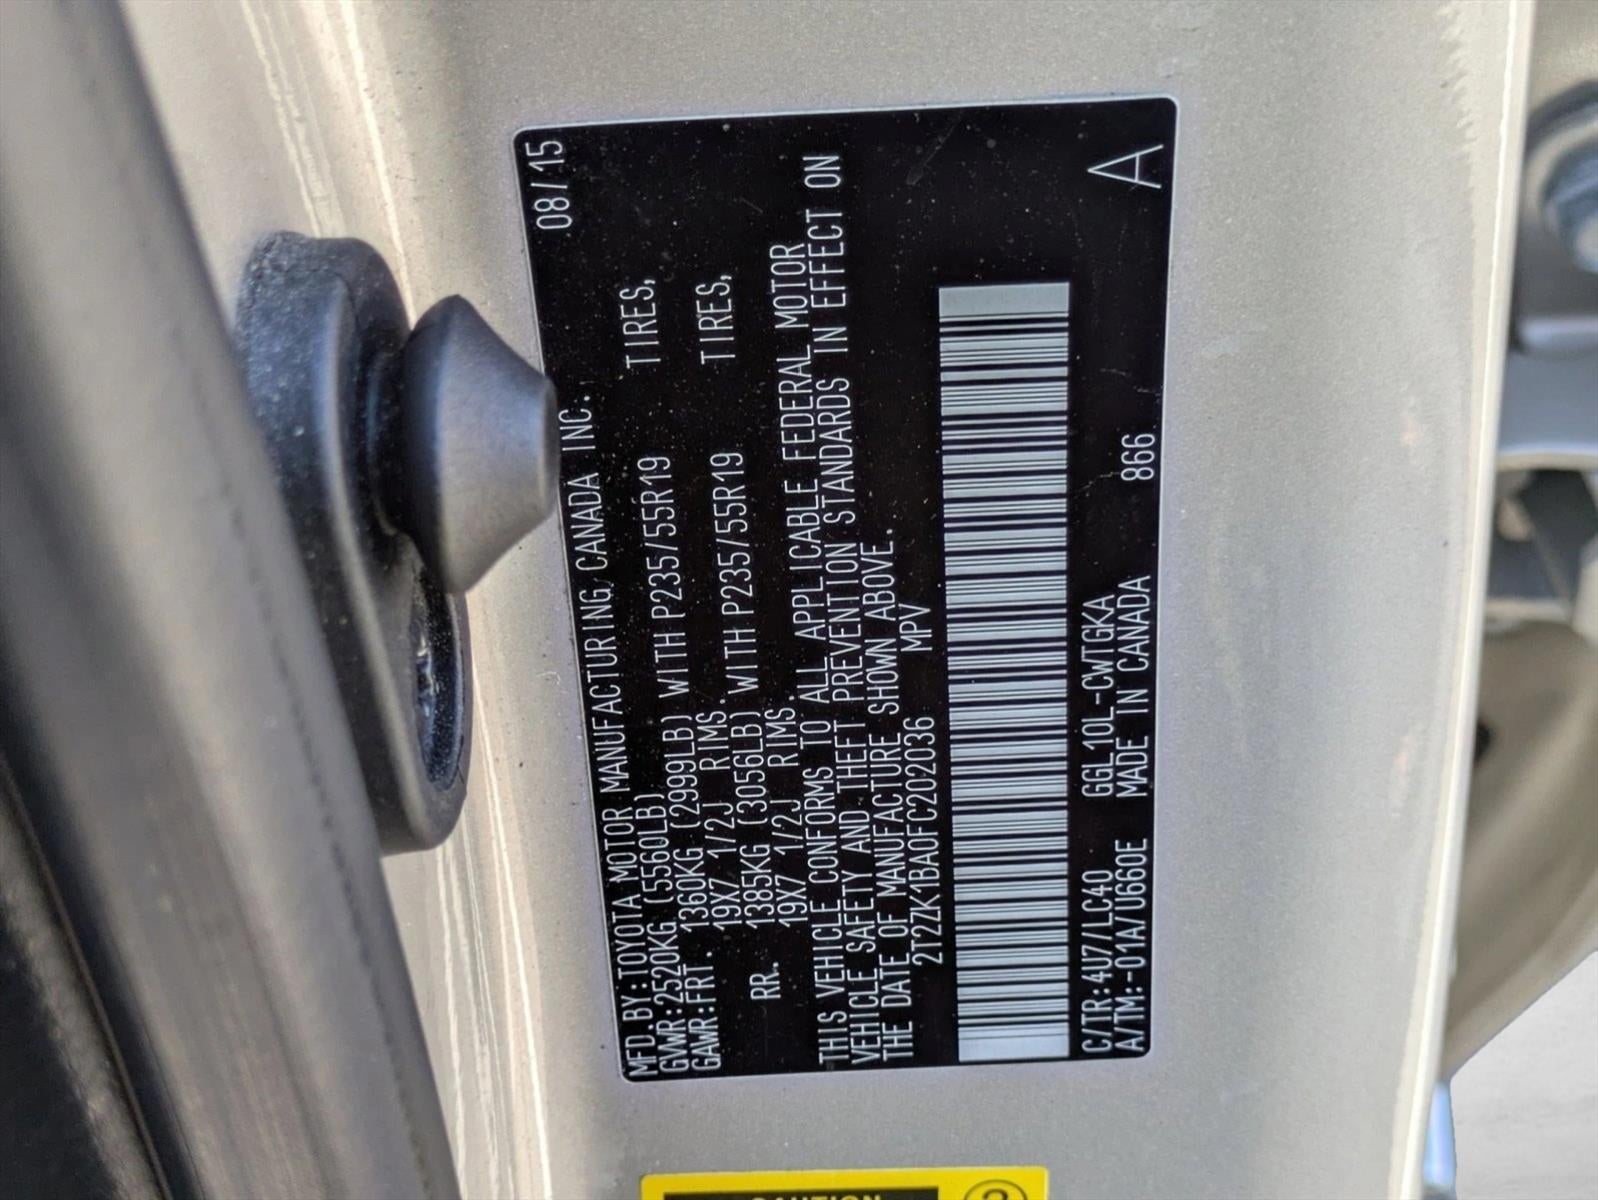 MFD.BY:TOYOTA MOTOR MANUFACTURING CANADA INC. 08/15
GVWR:2520KG (5560LB)
GAWR:FRT. 1360KG (2999LB) WITH P235/55R19 TIRES,
19X7 1/2J RIMS.
RR. 1385KG (3056LB) WITH P235/55R19 TIRES,
19X7 1/2J RIMS.
THIS VEHICLE CONFORMS TO ALL APPLICABLE FEDERAL MOTOR
VEHICLE SAFETY AND THEFT PREVENTION STANDARDS IN EFFECT ON
THE DATE OF MANUFACTURE SHOWN ABOVE.
2T2ZK1BA0FC202036 MPV
C/TR:4U7/LC40 GGL10L-CWTGKA
A/TM:-01A/U660E MADE IN CANADA 866 A
CAUTION